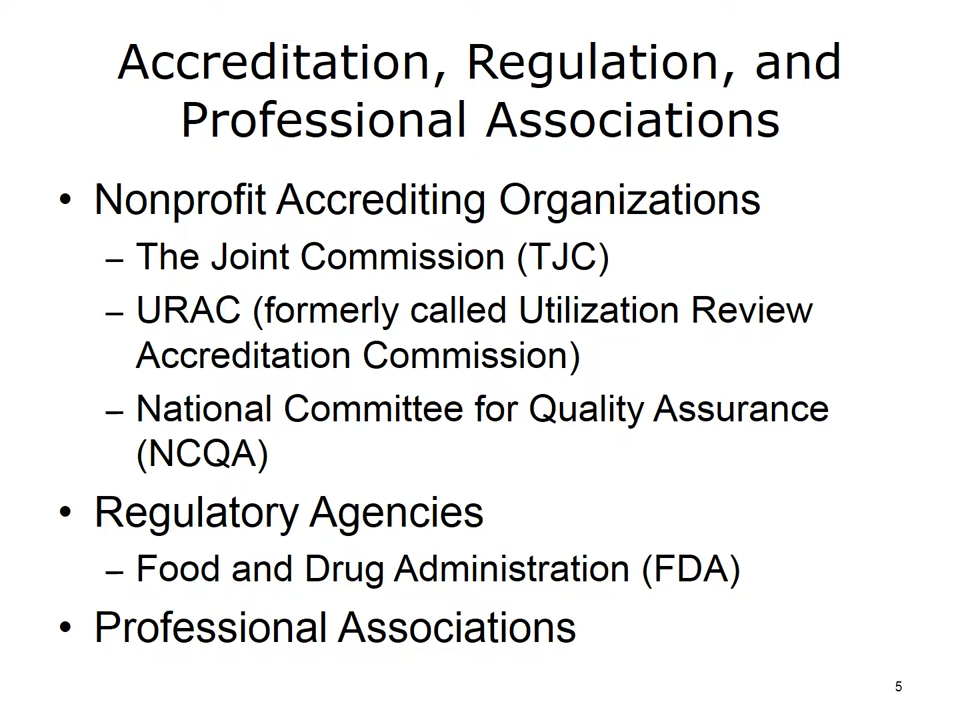 Accreditation, Regulation, and
Professional Associations
• Nonprofit Accrediting Organizations
– The Joint Commission (TJC)
– URAC (formerly called Utilization Review
Accreditation Commission)
– National Committee for Quality Assurance
(NCQA)
• Regulatory Agencies
– Food and Drug Administration (FDA)
• Professional Associations
5